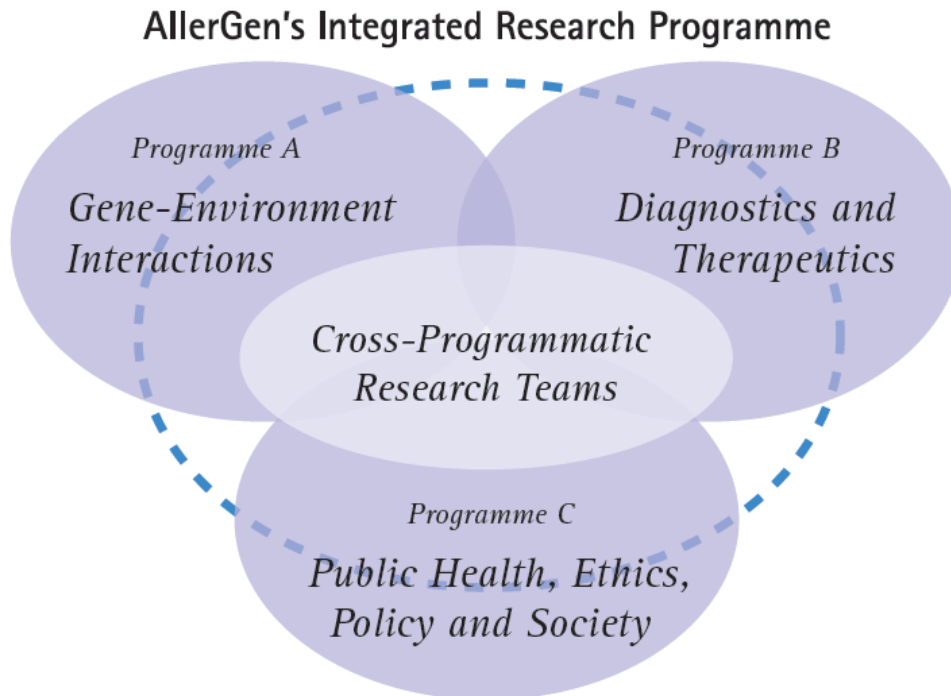 AllerGen's Integrated Research Programme
Programme A
Gene-Environment
Interactions
Programme B
Diagnostics and
Therapeutics
Cross-Programmatic
Research Teams
Programme C
Public Health, Ethics,
Policy and Society